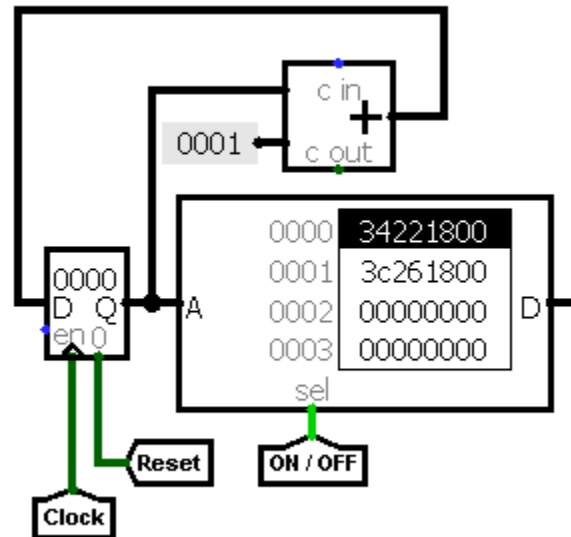 c in
+
0001
c out
0000 34221800
0001 3c261800
0002 00000000
0003 00000000
A
D
sel
0000
D Q
en 0
Reset
ON / OFF
Clock